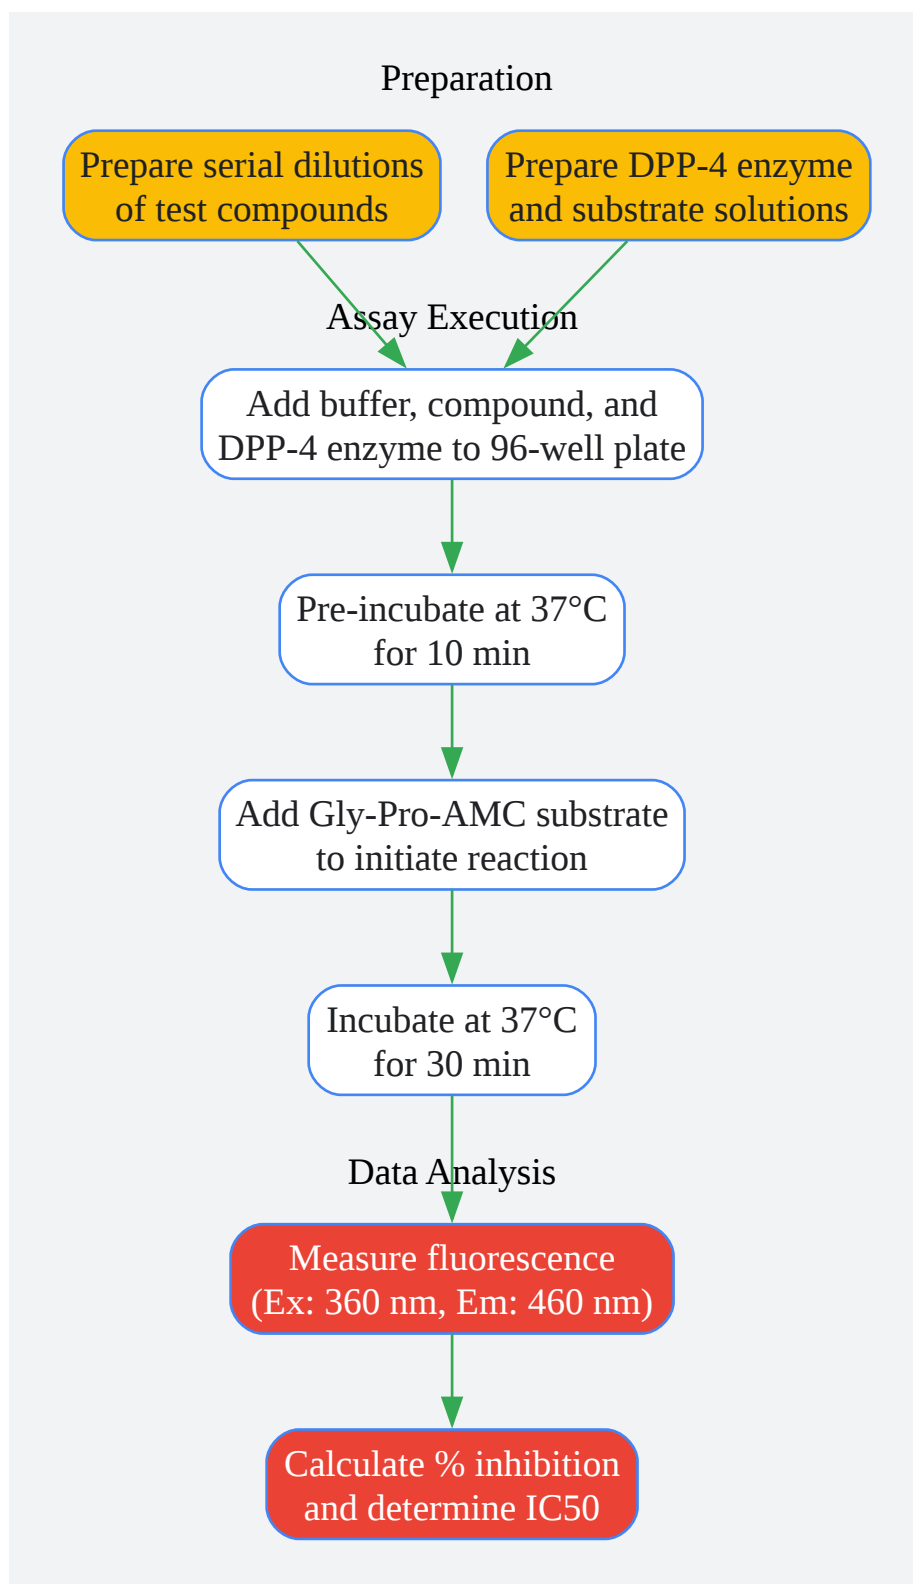 Preparation
Prepare serial dilutions
of test compounds
Prepare DPP-4 enzyme
and substrate solutions
Assay Execution
Add buffer, compound, and
DPP-4 enzyme to 96-well plate
Pre-incubate at 37°C
for 10 min
Add Gly-Pro-AMC substrate
to initiate reaction
Incubate at 37°C
for 30 min
Data Analysis
Measure fluorescence
(Ex: 360 nm, Em: 460 nm)
Calculate % inhibition
and determine IC50